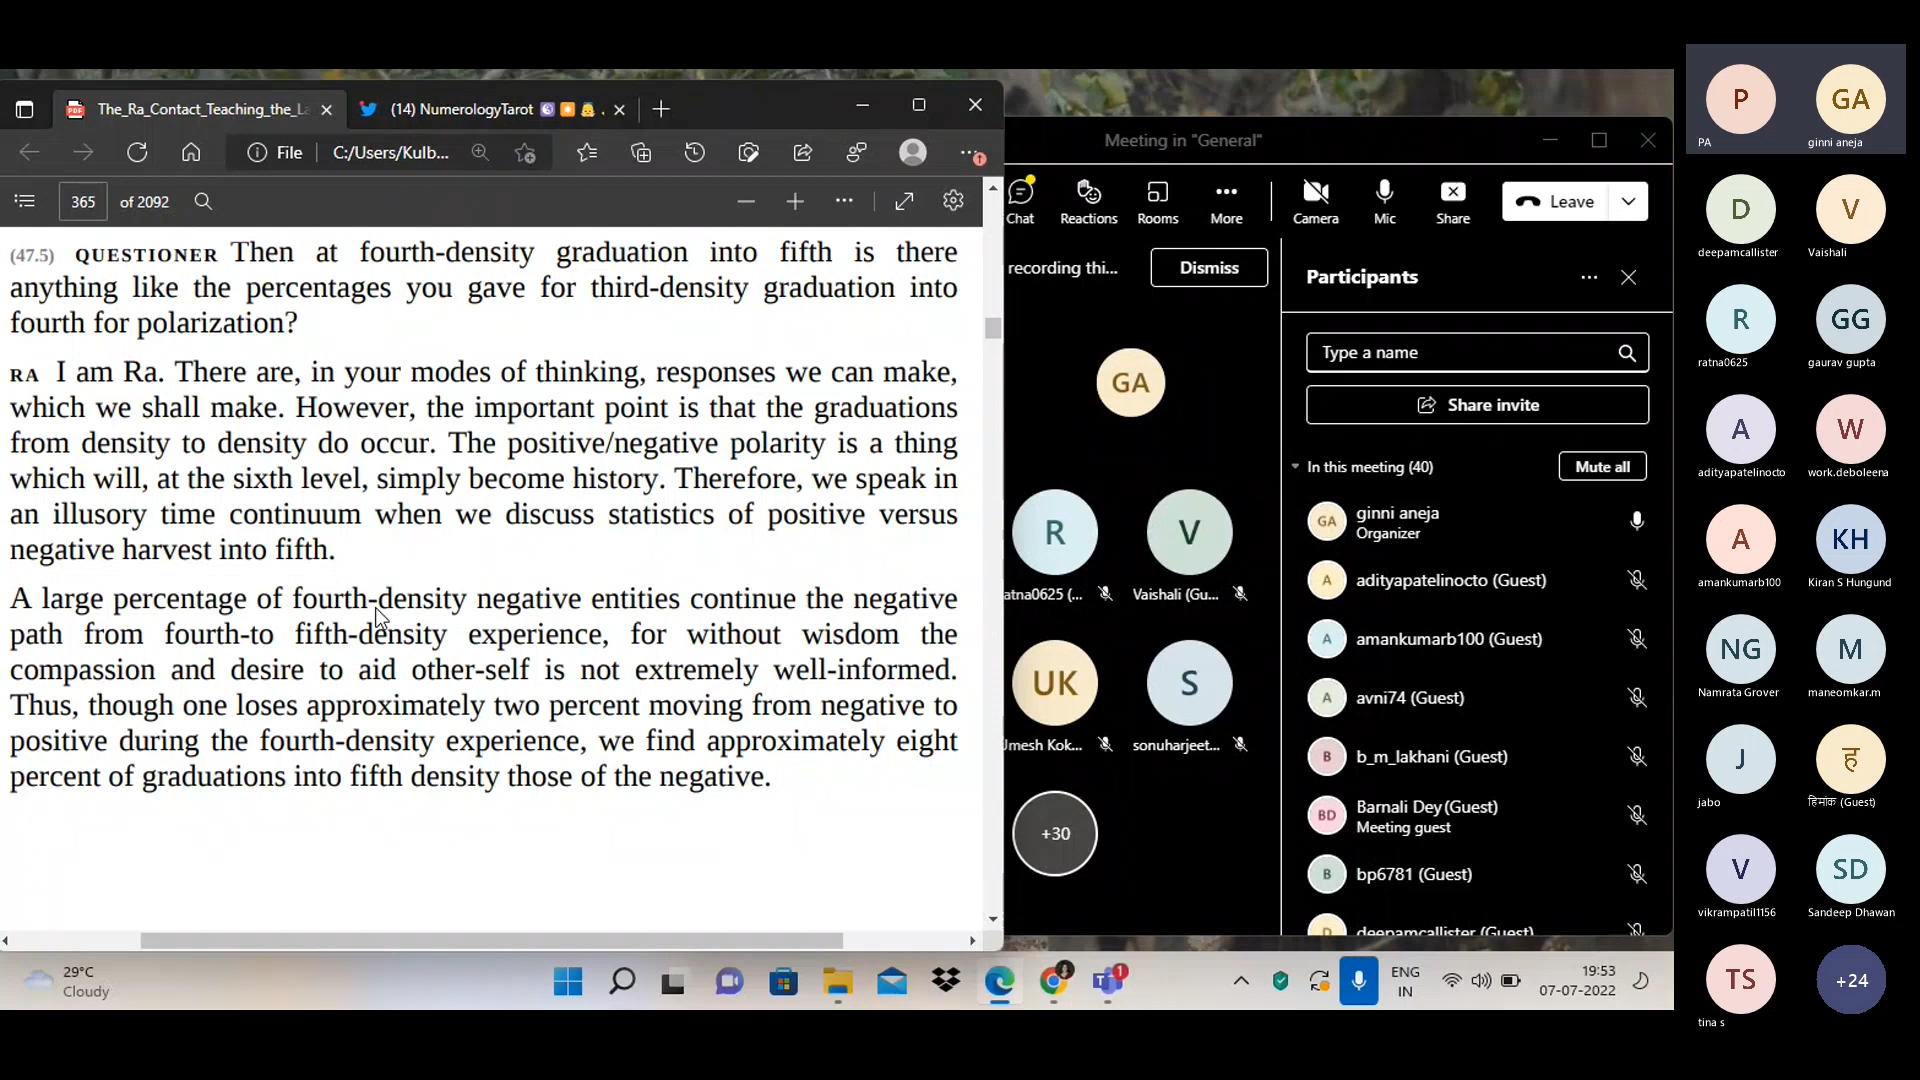 The_Ra_Contact_Teaching_the_La
(14) NumerologyTarot
File
C:/Users/Kulb...
365 of 2092
(47.5) QUESTIONER Then at fourth-density graduation into fifth is there
anything like the percentages you gave for third-density graduation into
fourth for polarization?
RA I am Ra. There are, in your modes of thinking, responses we can make,
which we shall make. However, the important point is that the graduations
from density to density do occur. The positive/negative polarity is a thing
which will, at the sixth level, simply become history. Therefore, we speak in
an illusory time continuum when we discuss statistics of positive versus
negative harvest into fifth.
A large percentage of fourth-density negative entities continue the negative
path from fourth-to fifth-density experience, for without wisdom the
compassion and desire to aid other-self is not extremely well-informed.
Thus, though one loses approximately two percent moving from negative to
positive during the fourth-density experience, we find approximately eight
percent of graduations into fifth density those of the negative.
Meeting in "General"
Chat Reactions Rooms More Camera Mic Share Leave
recording thi... Dismiss
GA
R V
atna0625 (... Vaishali (Gu...
UK S
Jmesh Kok... sonuharjeet...
+30
Participants
Type a name
Share invite
In this meeting (40) Mute all
GA ginni aneja
Organizer
A adityapatelinocto (Guest)
A amankumarb100 (Guest)
A avni74 (Guest)
B b_m_lakhani (Guest)
BD Barnali Dey (Guest)
Meeting guest
B bp6781 (Guest)
D deepamcallister (Guest)
P GA
PA ginni aneja
D V
deepamcallister Vaishali
R GG
ratna0625 gaurav gupta
A W
adityapatelinocto work.deboleena
A KH
amankumarb100 Kiran S Hungund
NG M
Namrata Grover maneomkar.m
J ह
jabo हिमांक (Guest)
V SD
vikrampatil1156 Sandeep Dhawan
TS +24
tina s
29°C
Cloudy
1
ENG
IN
19:53
07-07-2022